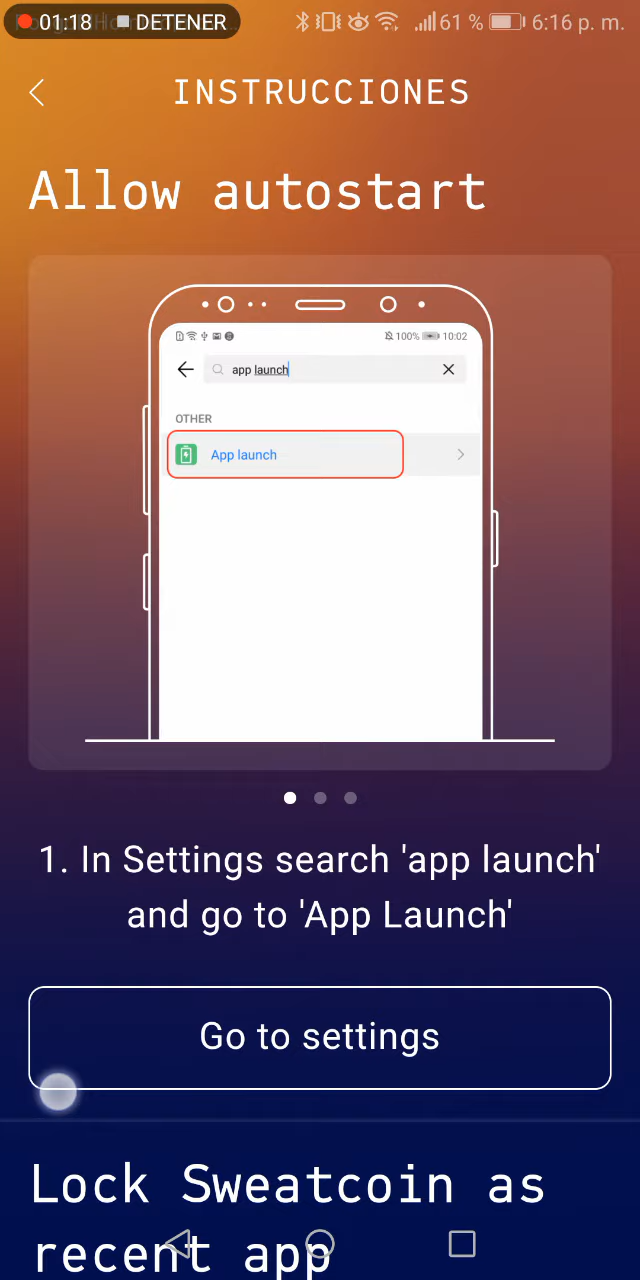 01:18 DETENER 61 % 6:16 p. m.
INSTRUCCIONES
Allow autostart
100% 10:02
app launch
OTHER
App launch
1. In Settings search 'app launch'
and go to 'App Launch'
Go to settings
Lock Sweatcoin as
recent app